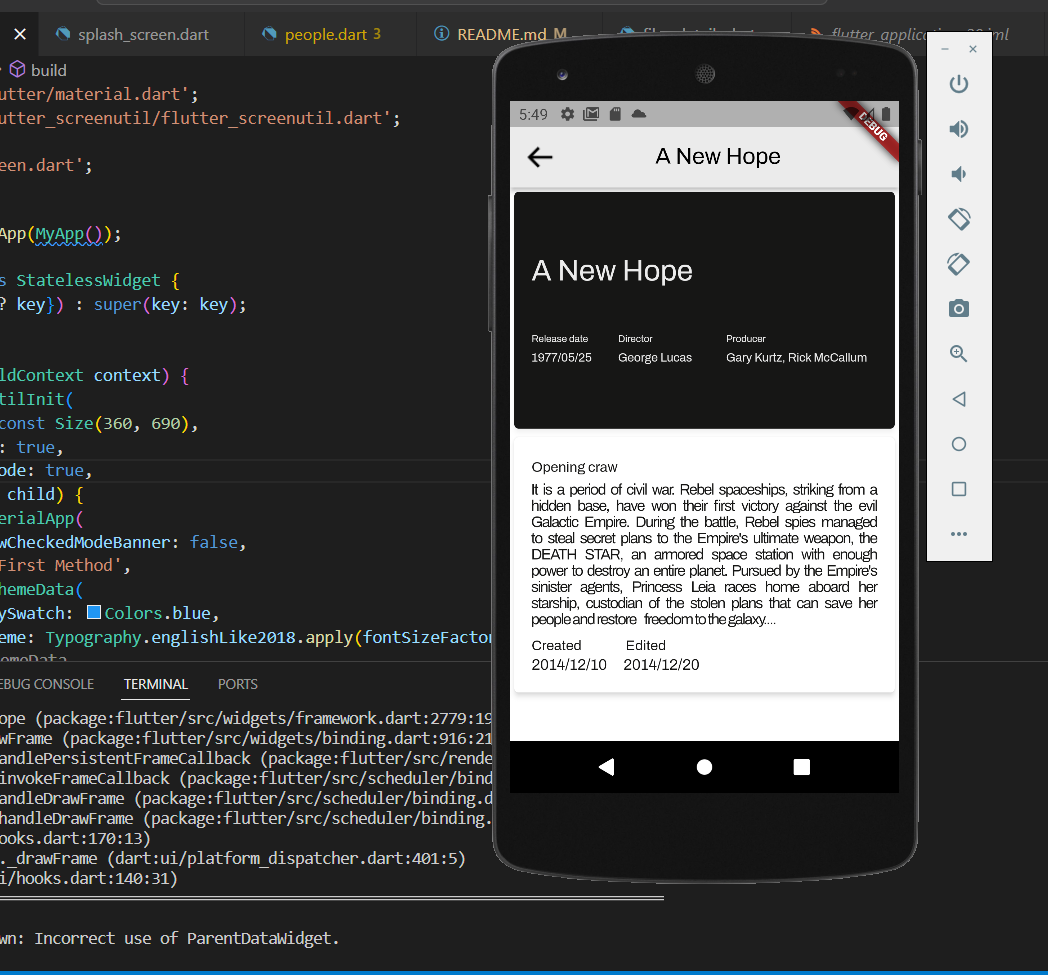 splash_screen.dart people.dart 3 README.md M flutter_application
build
utter/material.dart';
utter_screenutil/flutter_screenutil.dart';
een.dart';
App(MyApp());
s StatelessWidget {
? key}) : super(key: key);
ldContext context) {
tilInit(
const Size(360, 690),
: true,
ode: true,
child) {
erialApp(
wCheckedModeBanner: false,
First Method',
hemeData(
ySwatch: Colors.blue,
eme: Typography.englishLike2018.apply(fontSizeFactor
EBUG CONSOLE TERMINAL PORTS
ope (package:flutter/src/widgets/framework.dart:2779:19
wFrame (package:flutter/src/widgets/binding.dart:916:21
andlePersistentFrameCallback (package:flutter/src/rende
invokeFrameCallback (package:flutter/src/scheduler/bind
andleDrawFrame (package:flutter/src/scheduler/binding.d
handleDrawFrame (package:flutter/src/scheduler/binding.
ooks.dart:170:13)
._drawFrame (dart:ui/platform_dispatcher.dart:401:5)
i/hooks.dart:140:31)
wn: Incorrect use of ParentDataWidget.
5:49
DEBUG
A New Hope
A New Hope
Release date Director Producer
1977/05/25 George Lucas Gary Kurtz, Rick McCallum
Opening craw
It is a period of civil war. Rebel spaceships, striking from a
hidden base, have won their first victory against the evil
Galactic Empire. During the battle, Rebel spies managed
to steal secret plans to the Empire's ultimate weapon, the
DEATH STAR, an armored space station with enough
power to destroy an entire planet. Pursued by the Empire's
sinister agents, Princess Leia races home aboard her
starship, custodian of the stolen plans that can save her
people and restore freedom to the galaxy....
Created Edited
2014/12/10 2014/12/20